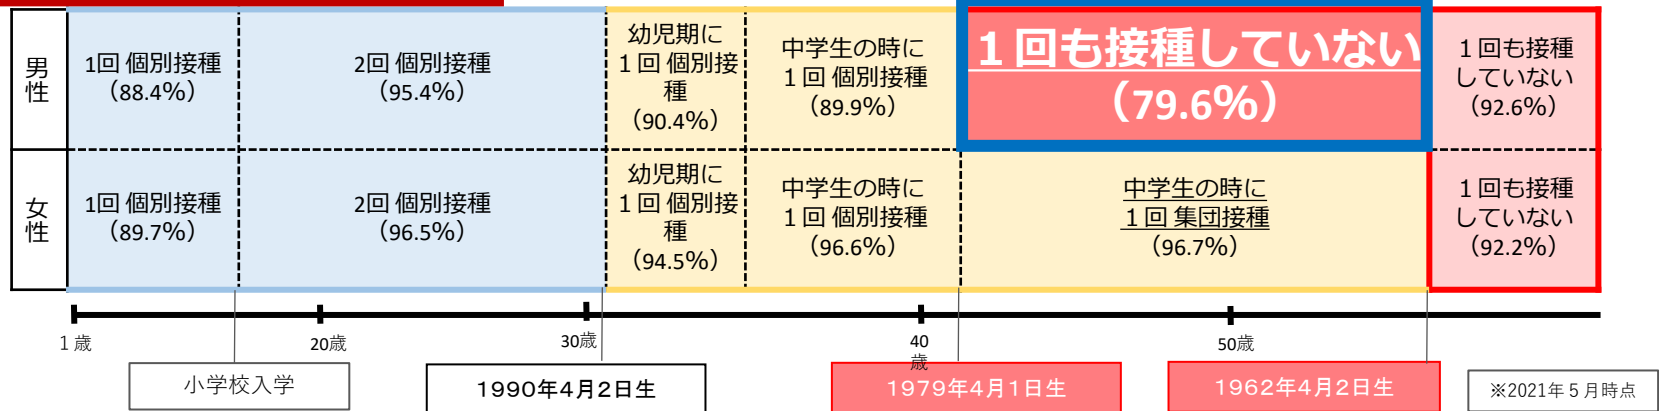 男性
1回 個別接種
（88.4%）
2回 個別接種
（95.4%）
幼児期に
１回 個別接
種
（90.4%）
中学生の時に
１回 個別接種
（89.9%）
１回も接種していない
（79.6%）
１回も接種
していない
（92.6%）
女性
1回 個別接種
（89.7%）
2回 個別接種
（96.5%）
幼児期に
１回 個別接
種
（94.5%）
中学生の時に
１回 個別接種
（96.6%）
中学生の時に
１回 集団接種
（96.7%）
１回も接種
していない
（92.2%）
１歳
20歳
30歳
40
歳
50歳
小学校入学
1990年4月2日生
1979年4月1日生
1962年4月2日生
※2021年５月時点